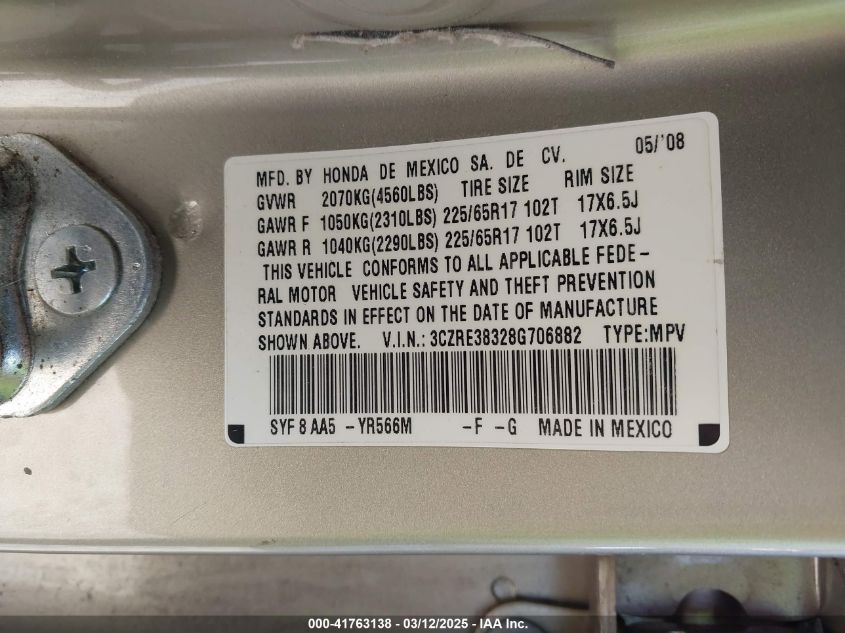 MFD. BY HONDA DE MEXICO SA. DE CV. 05/'08
GVWR 2070KG(4560LBS) TIRE SIZE RIM SIZE
GAWR F 1050KG(2310LBS) 225/65R17 102T 17X6.5J
GAWR R 1040KG(2290LBS) 225/65R17 102T 17X6.5J
THIS VEHICLE CONFORMS TO ALL APPLICABLE FEDE-
RAL MOTOR VEHICLE SAFETY AND THEFT PREVENTION
STANDARDS IN EFFECT ON THE DATE OF MANUFACTURE
SHOWN ABOVE. V.I.N.: 3CZRE38328G706882 TYPE:MPV
SYF 8 AA5 -YR566M -F -G MADE IN MEXICO
000-41763138 - 03/12/2025 - IAA Inc.